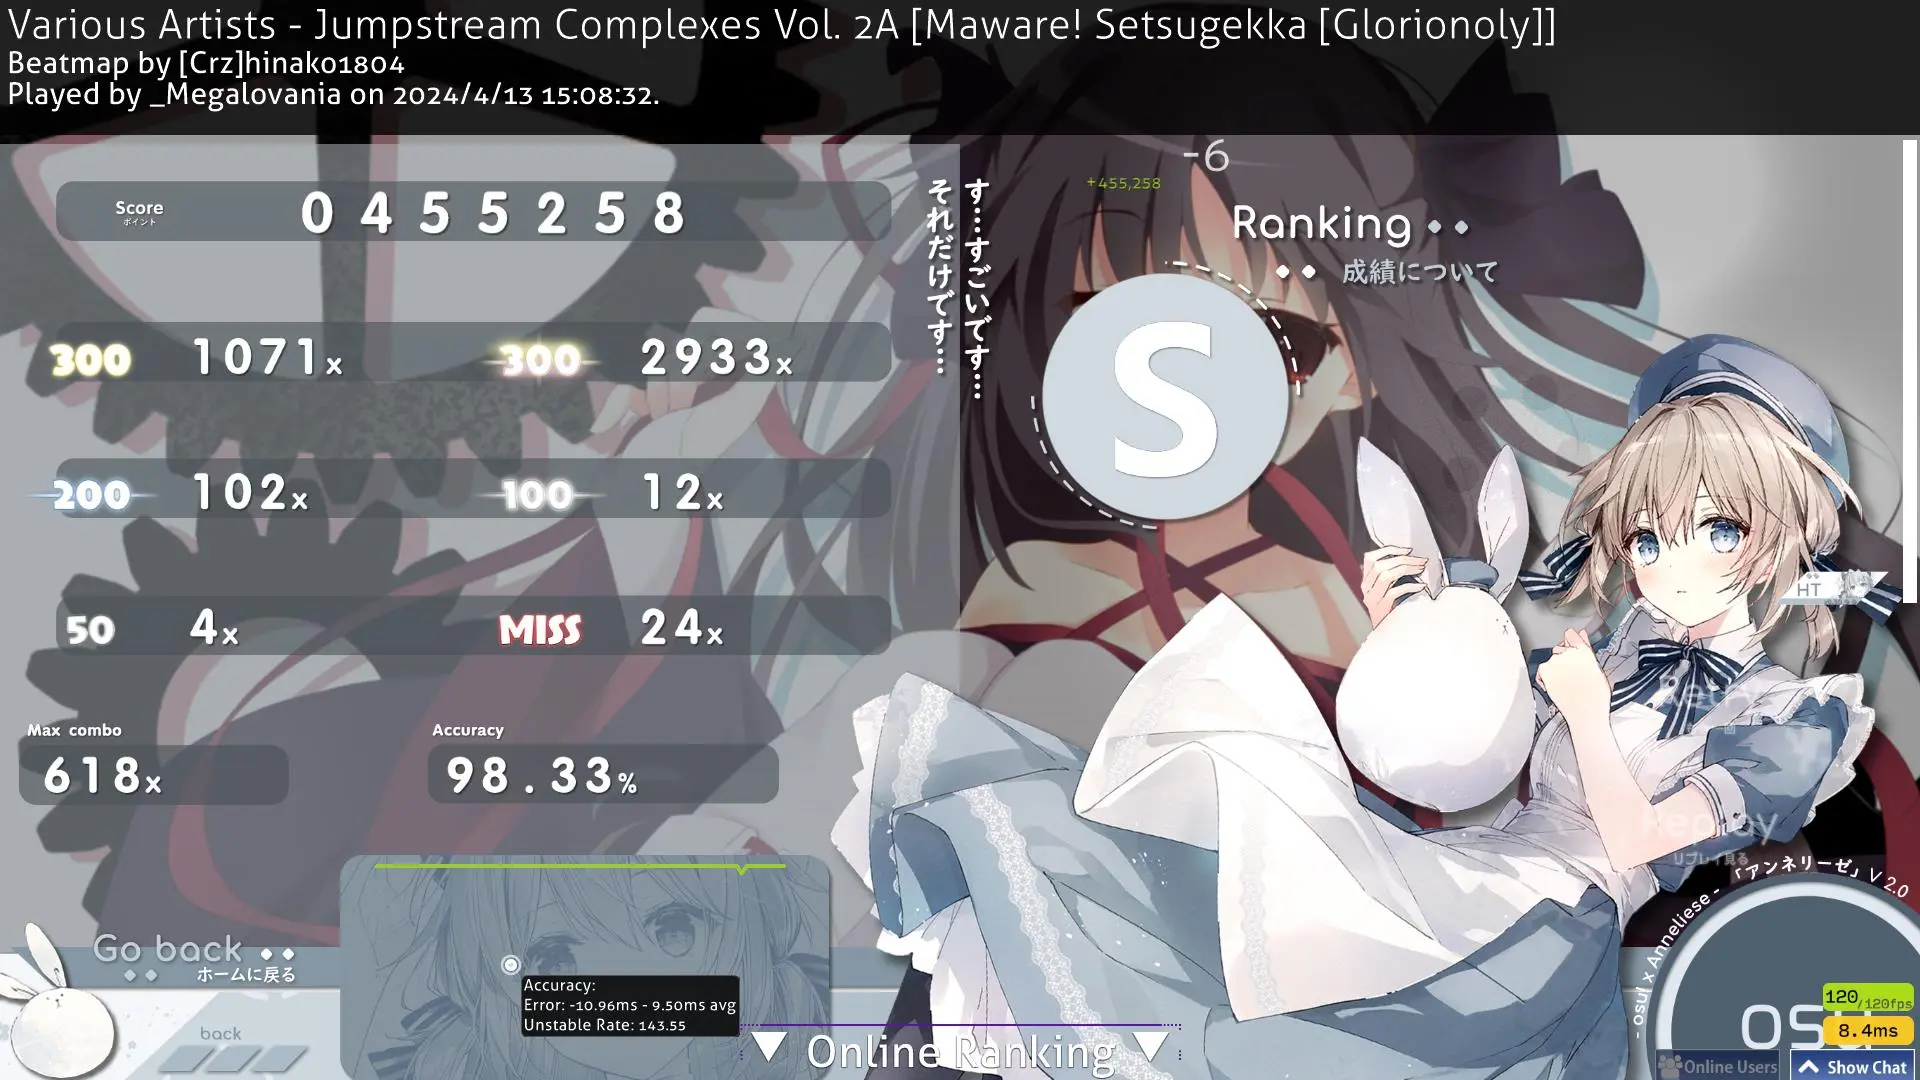 Various Artists - Jumpstream Complexes Vol. 2A [Maware! Setsugekka [Glorionoly]]
Beatmap by [Crz]hinako1804
Played by _Megalovania on 2024/4/13 15:08:32.
Score
ポイント
0455258
300 1071x 300 2933x
200 102x 100 12x
50 4x MISS 24x
Max combo
618x
Accuracy
98.33%
す…すごいです…
それだけです…
-6
+455,258
Ranking
成績について
S
HT
Replay
リプレイ見る
- osu! x Anneliese - 「アンネリーゼ」V 2.0
Go back
ホームに戻る
back
Accuracy:
Error: -10.96ms - 9.50ms avg
Unstable Rate: 143.55
Online Ranking
120/120fps
8.4ms
Online Users
Show Chat